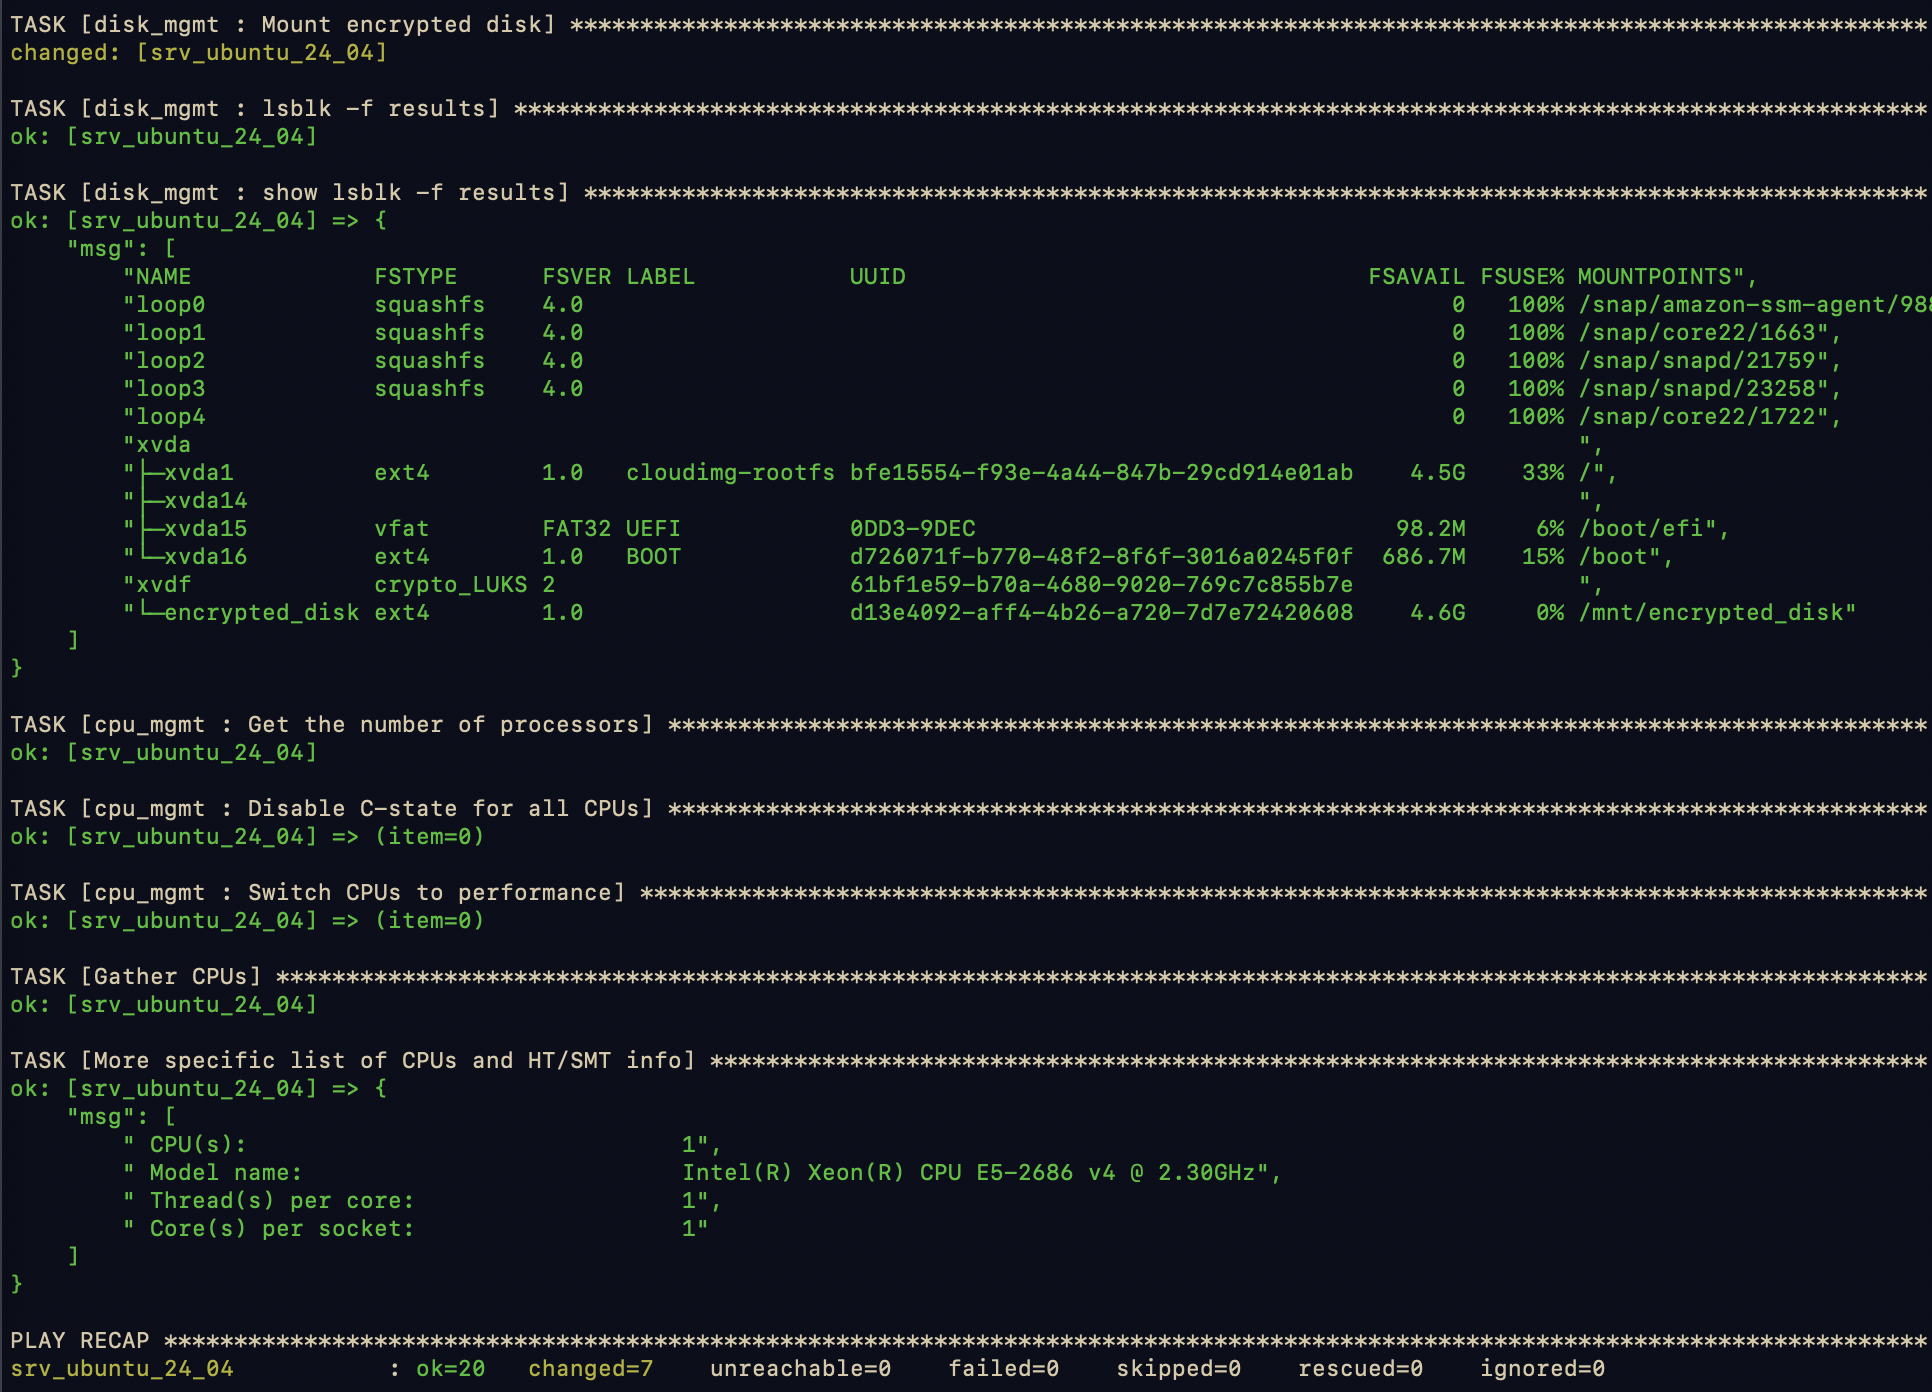 TASK [disk_mgmt : Mount encrypted disk] *************************************************************************************************
changed: [srv_ubuntu_24_04]
TASK [disk_mgmt : lsblk -f results] *****************************************************************************************************
ok: [srv_ubuntu_24_04]
TASK [disk_mgmt : show lsblk -f results] ************************************************************************************************
ok: [srv_ubuntu_24_04] => {
    "msg": [
        "NAME             FSTYPE      FSVER LABEL           UUID                                 FSAVAIL FSUSE% MOUNTPOINTS",
        "loop0            squashfs    4.0                                                              0   100% /snap/amazon-ssm-agent/988
        "loop1            squashfs    4.0                                                              0   100% /snap/core22/1663",
        "loop2            squashfs    4.0                                                              0   100% /snap/snapd/21759",
        "loop3            squashfs    4.0                                                              0   100% /snap/snapd/23258",
        "loop4                                                                                         0   100% /snap/core22/1722",
        "xvda                                                                                                   ",
        "├─xvda1          ext4        1.0   cloudimg-rootfs bfe15554-f93e-4a44-847b-29cd914e01ab    4.5G    33% /",
        "├─xvda14                                                                                               ",
        "├─xvda15         vfat        FAT32 UEFI            0DD3-9DEC                              98.2M     6% /boot/efi",
        "└─xvda16         ext4        1.0   BOOT            d726071f-b770-48f2-8f6f-3016a0245f0f  686.7M    15% /boot",
        "xvdf             crypto_LUKS 2                     61bf1e59-b70a-4680-9020-769c7c855b7e                ",
        "└─encrypted_disk ext4        1.0                   d13e4092-aff4-4b26-a720-7d7e72420608    4.6G     0% /mnt/encrypted_disk"
    ]
}
TASK [cpu_mgmt : Get the number of processors] ******************************************************************************************
ok: [srv_ubuntu_24_04]
TASK [cpu_mgmt : Disable C-state for all CPUs] ******************************************************************************************
ok: [srv_ubuntu_24_04] => (item=0)
TASK [cpu_mgmt : Switch CPUs to performance] ********************************************************************************************
ok: [srv_ubuntu_24_04] => (item=0)
TASK [Gather CPUs] **********************************************************************************************************************
ok: [srv_ubuntu_24_04]
TASK [More specific list of CPUs and HT/SMT info] ***************************************************************************************
ok: [srv_ubuntu_24_04] => {
    "msg": [
        " CPU(s):                               1",
        " Model name:                           Intel(R) Xeon(R) CPU E5-2686 v4 @ 2.30GHz",
        " Thread(s) per core:                   1",
        " Core(s) per socket:                   1"
    ]
}
PLAY RECAP ******************************************************************************************************************************
srv_ubuntu_24_04           : ok=20   changed=7    unreachable=0    failed=0    skipped=0    rescued=0    ignored=0